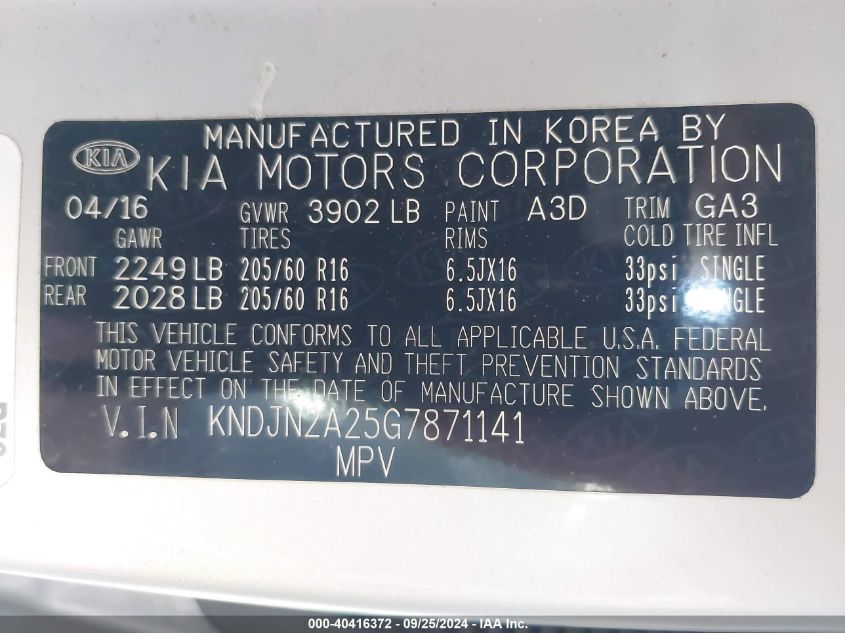 MANUFACTURED IN KOREA BY
KIA KIA MOTORS CORPORATION
04/16 GVWR 3902 LB PAINT A3D TRIM GA3
GAWR TIRES RIMS COLD TIRE INFL
FRONT 2249 LB 205/60 R16 6.5JX16 33psi SINGLE
REAR 2028 LB 205/60 R16 6.5JX16 33psi SINGLE
THIS VEHICLE CONFORMS TO ALL APPLICABLE U.S.A. FEDERAL
MOTOR VEHICLE SAFETY AND THEFT PREVENTION STANDARDS
IN EFFECT ON THE DATE OF MANUFACTURE SHOWN ABOVE.
V.I.N KNDJN2A25G7871141
MPV
000-40416372 - 09/25/2024 - IAA Inc.